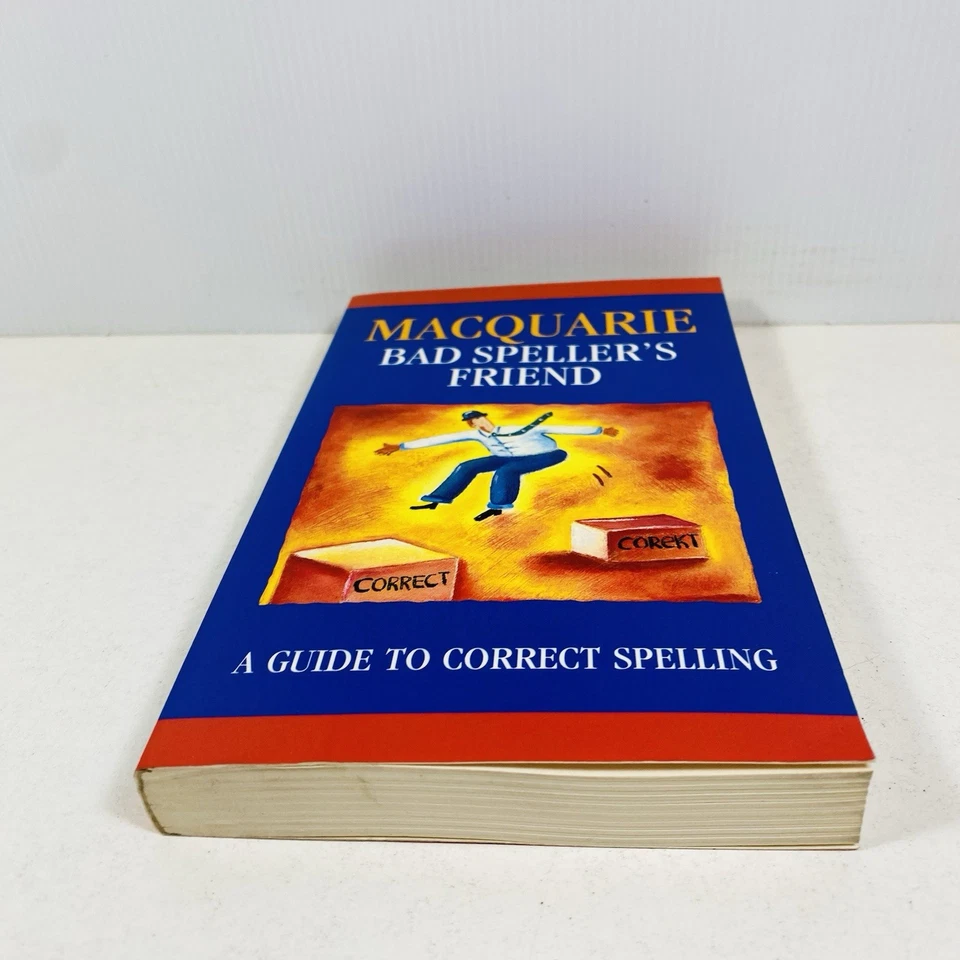 MACQUARIE
BAD SPELLER'S
FRIEND
COREKT
CORRECT
A GUIDE TO CORRECT SPELLING